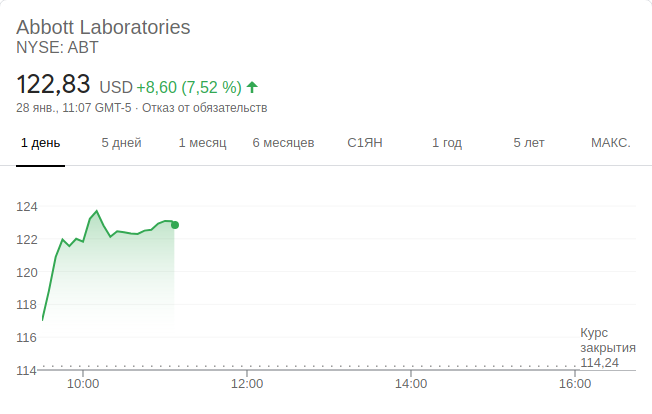 Abbott Laboratories
NYSE: ABT
122,83 USD +8,60 (7,52 %)
28 янв., 11:07 GMT-5 · Отказ от обязательств
1 день 5 дней 1 месяц 6 месяцев С1ЯН 1 год 5 лет МАКС.
124
122
120
118
116
114
Курс
закрытия
114,24
10:00 12:00 14:00 16:00